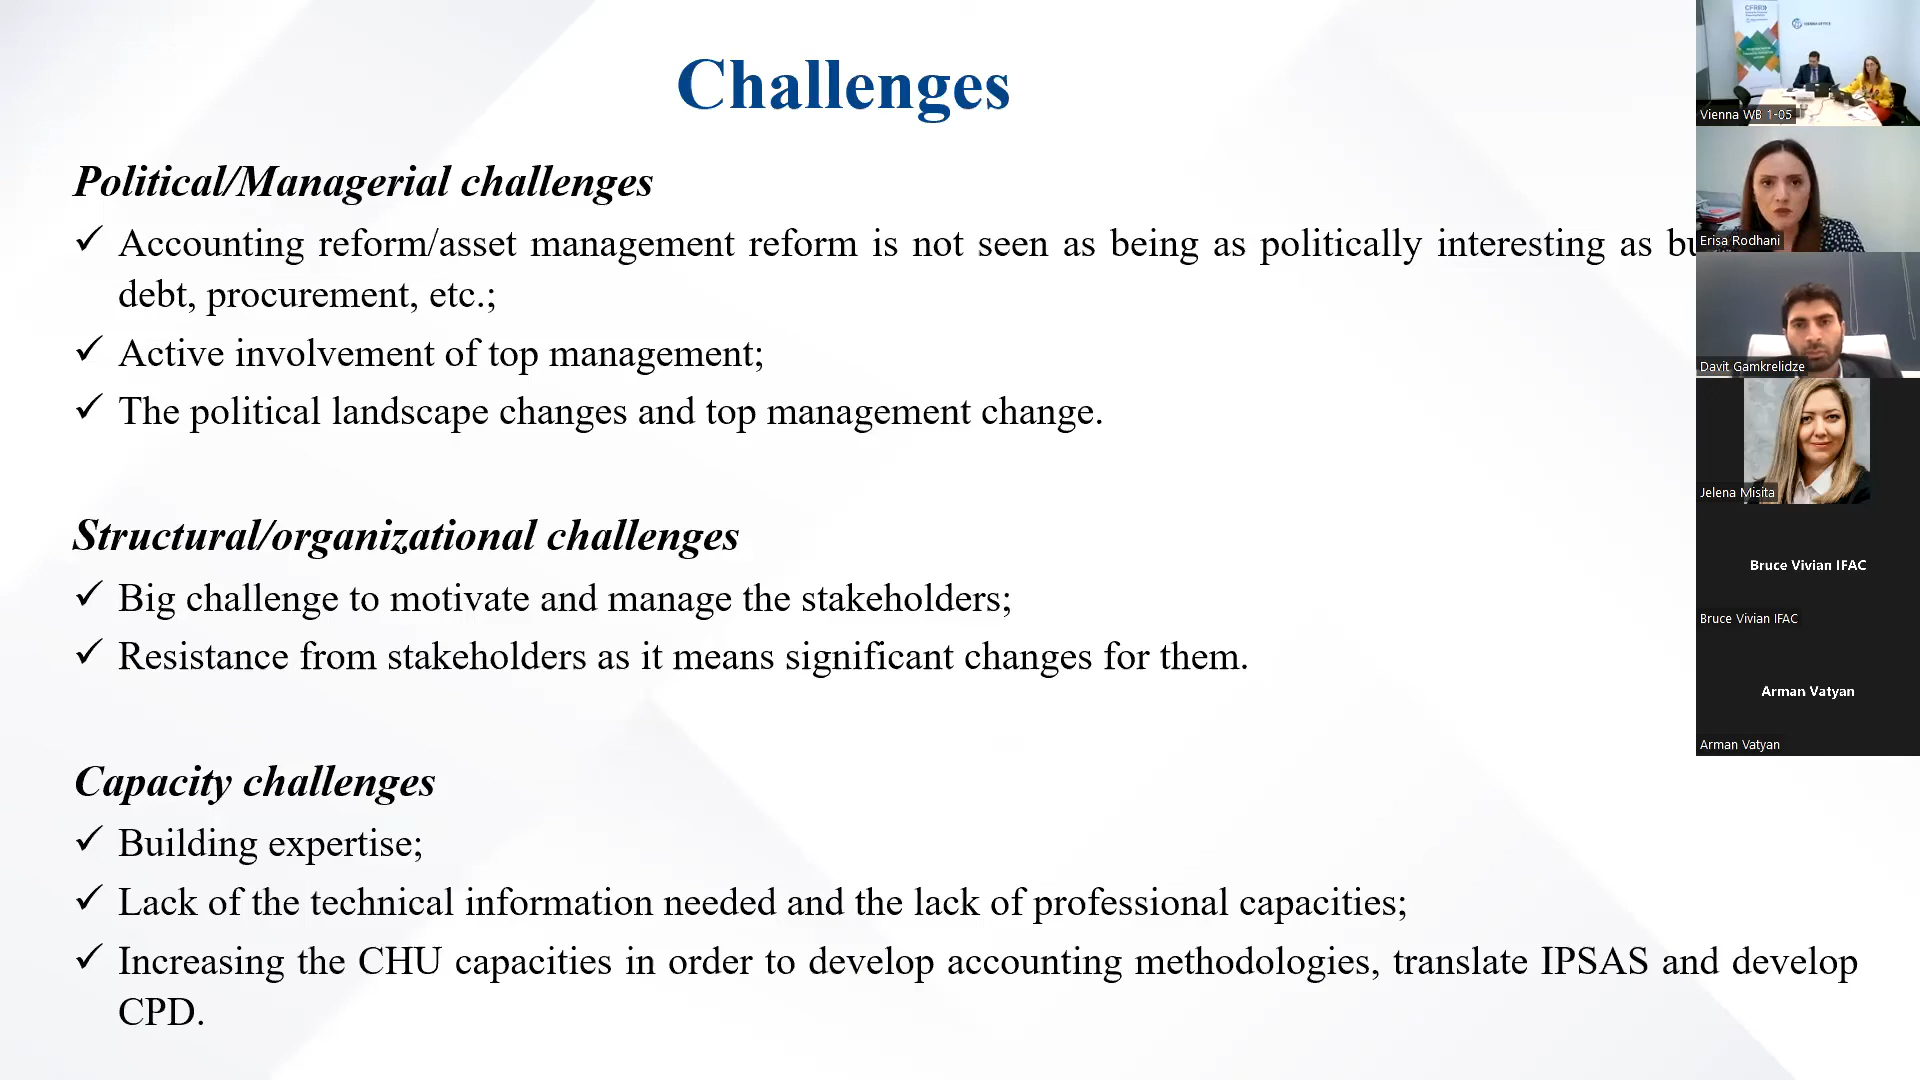 Challenges
Political/Managerial challenges
✓ Accounting reform/asset management reform is not seen as being as politically interesting as bu
debt, procurement, etc.;
✓ Active involvement of top management;
✓ The political landscape changes and top management change.
Structural/organizational challenges
✓ Big challenge to motivate and manage the stakeholders;
✓ Resistance from stakeholders as it means significant changes for them.
Capacity challenges
✓ Building expertise;
✓ Lack of the technical information needed and the lack of professional capacities;
✓ Increasing the CHU capacities in order to develop accounting methodologies, translate IPSAS and develop
CPD.
CFRR
VIENNA OFFICE
Vienna WB 1-05
Erisa Rodhani
Davit Gamkrelidze
Jelena Misita
Bruce Vivian IFAC
Bruce Vivian IFAC
Arman Vatyan
Arman Vatyan